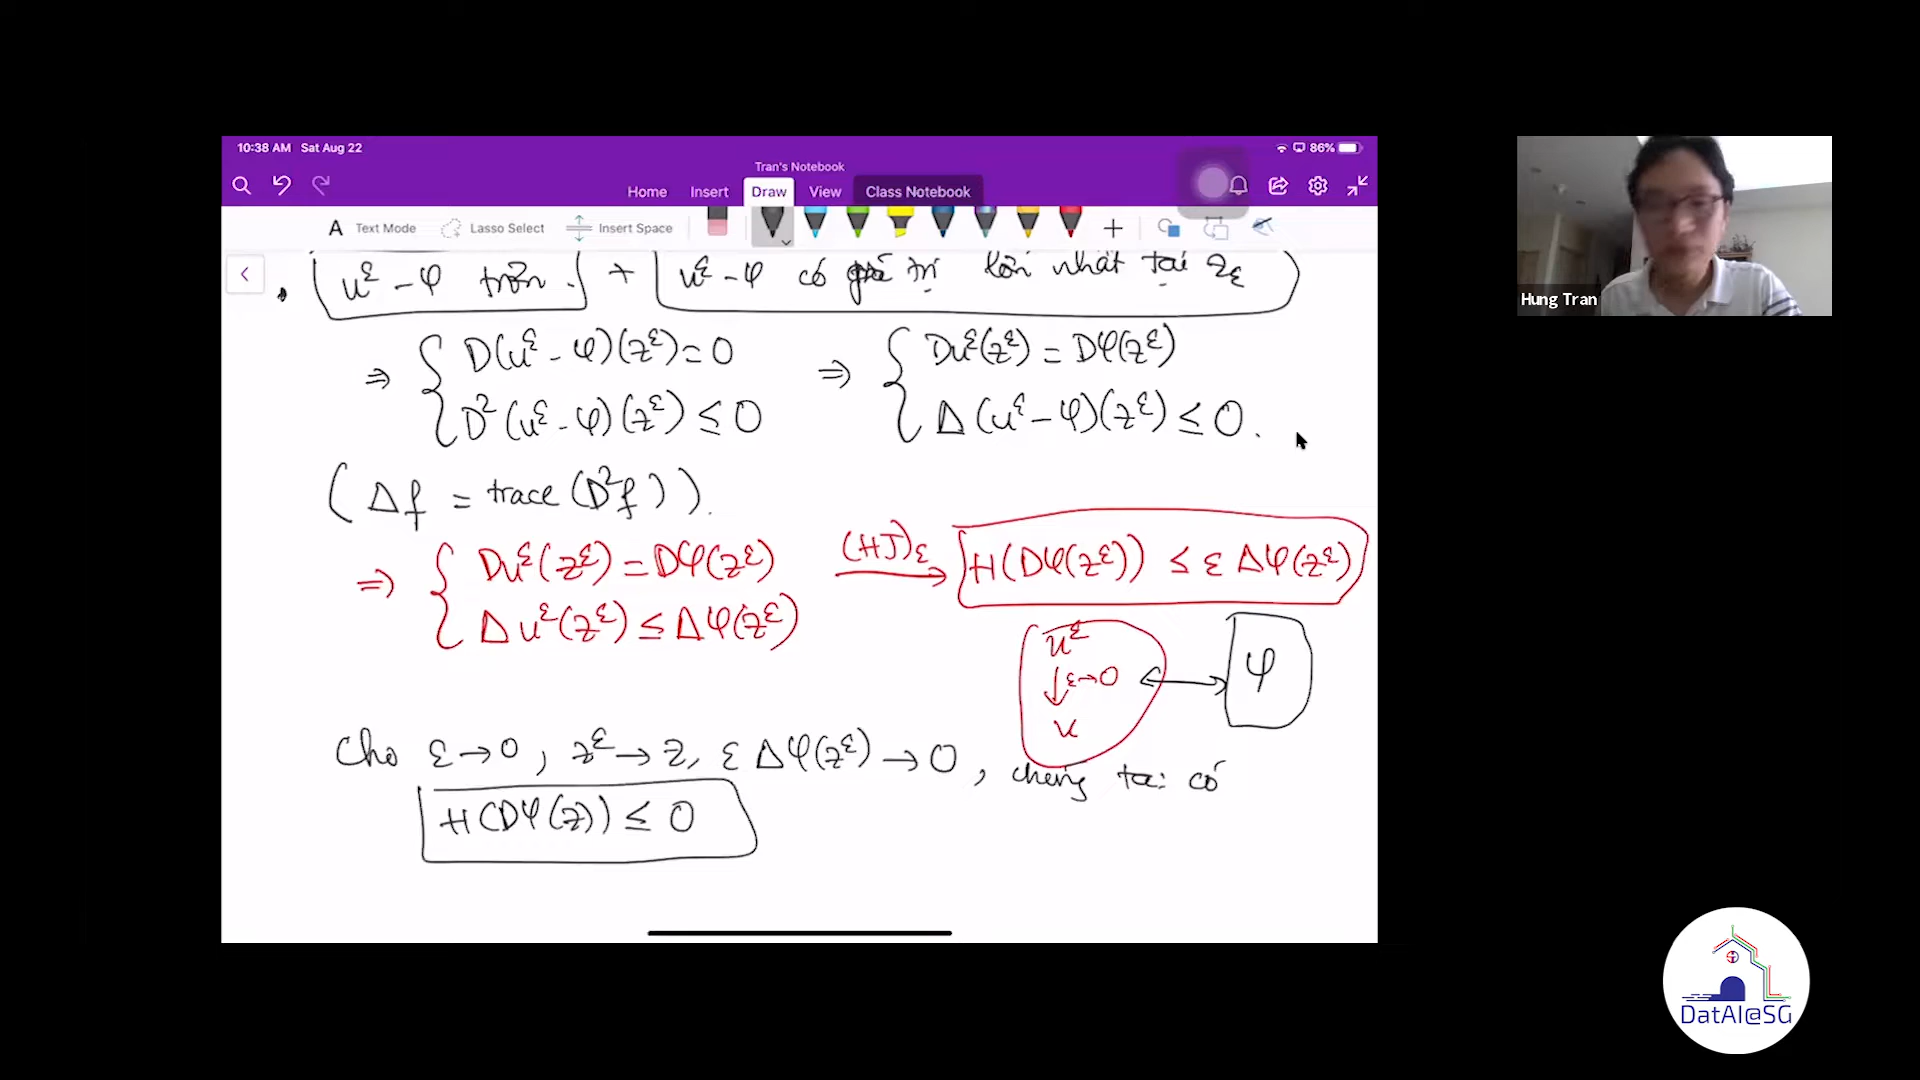 10:38 AM Sat Aug 22
86%
Tran's Notebook
Home Insert Draw View Class Notebook
A Text Mode Lasso Select Insert Space
Hung Tran
• u^ε - φ trơn. + u^ε - φ có giá trị lớn nhất tại z_ε
⇒ { D(u^ε - φ)(z^ε) = 0 ⇒ { Du^ε(z^ε) = Dφ(z^ε)
D²(u^ε - φ)(z^ε) ≤ 0 Δ(u^ε - φ)(z^ε) ≤ 0.
(Δf = trace(D²f)).
⇒ { Du^ε(z^ε) = Dφ(z^ε) (HJ)_ε → H(Dφ(z^ε)) ≤ ε Δφ(z^ε)
Δu^ε(z^ε) ≤ Δφ(z^ε)
u^ε
↓ ε→0 ↔ φ
u
Cho ε → 0, z^ε → z, ε Δφ(z^ε) → 0, chúng ta có
H(Dφ(z)) ≤ 0
DatAI@SG